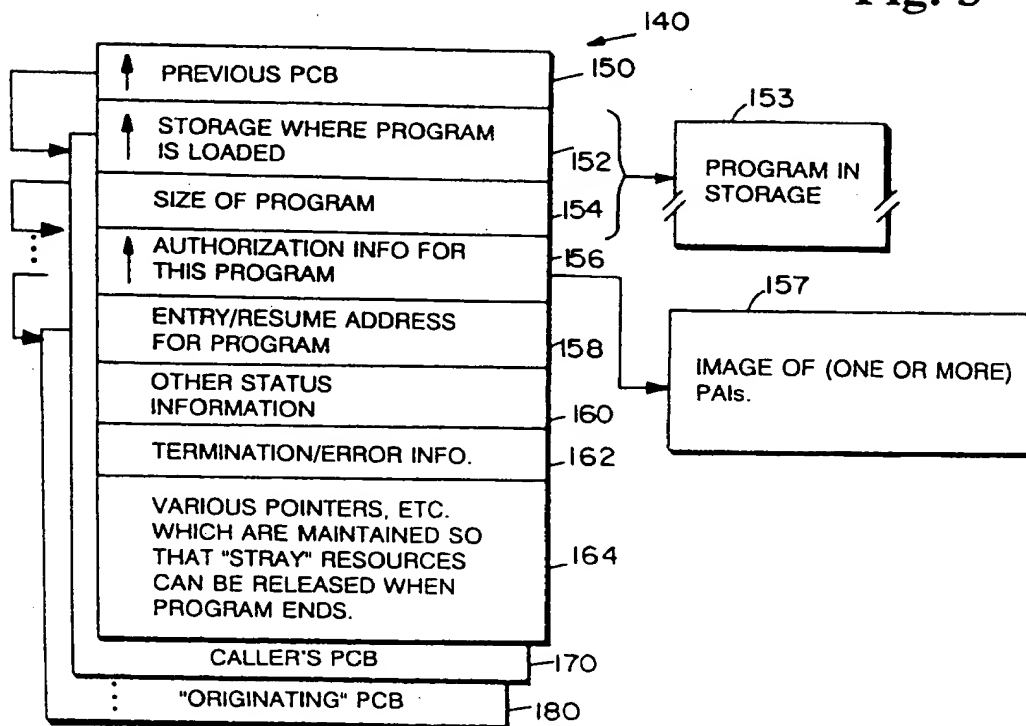 Fig. 5
140
PREVIOUS PCB
150
STORAGE WHERE PROGRAM
IS LOADED
152
SIZE OF PROGRAM
154
153
PROGRAM IN
STORAGE
AUTHORIZATION INFO FOR
THIS PROGRAM
156
157
IMAGE OF (ONE OR MORE)
PAIs.
ENTRY/RESUME ADDRESS
FOR PROGRAM
158
OTHER STATUS
INFORMATION
160
TERMINATION/ERROR INFO.
162
VARIOUS POINTERS, ETC.
WHICH ARE MAINTAINED SO
THAT "STRAY" RESOURCES
CAN BE RELEASED WHEN
PROGRAM ENDS.
164
CALLER'S PCB
170
"ORIGINATING" PCB
180